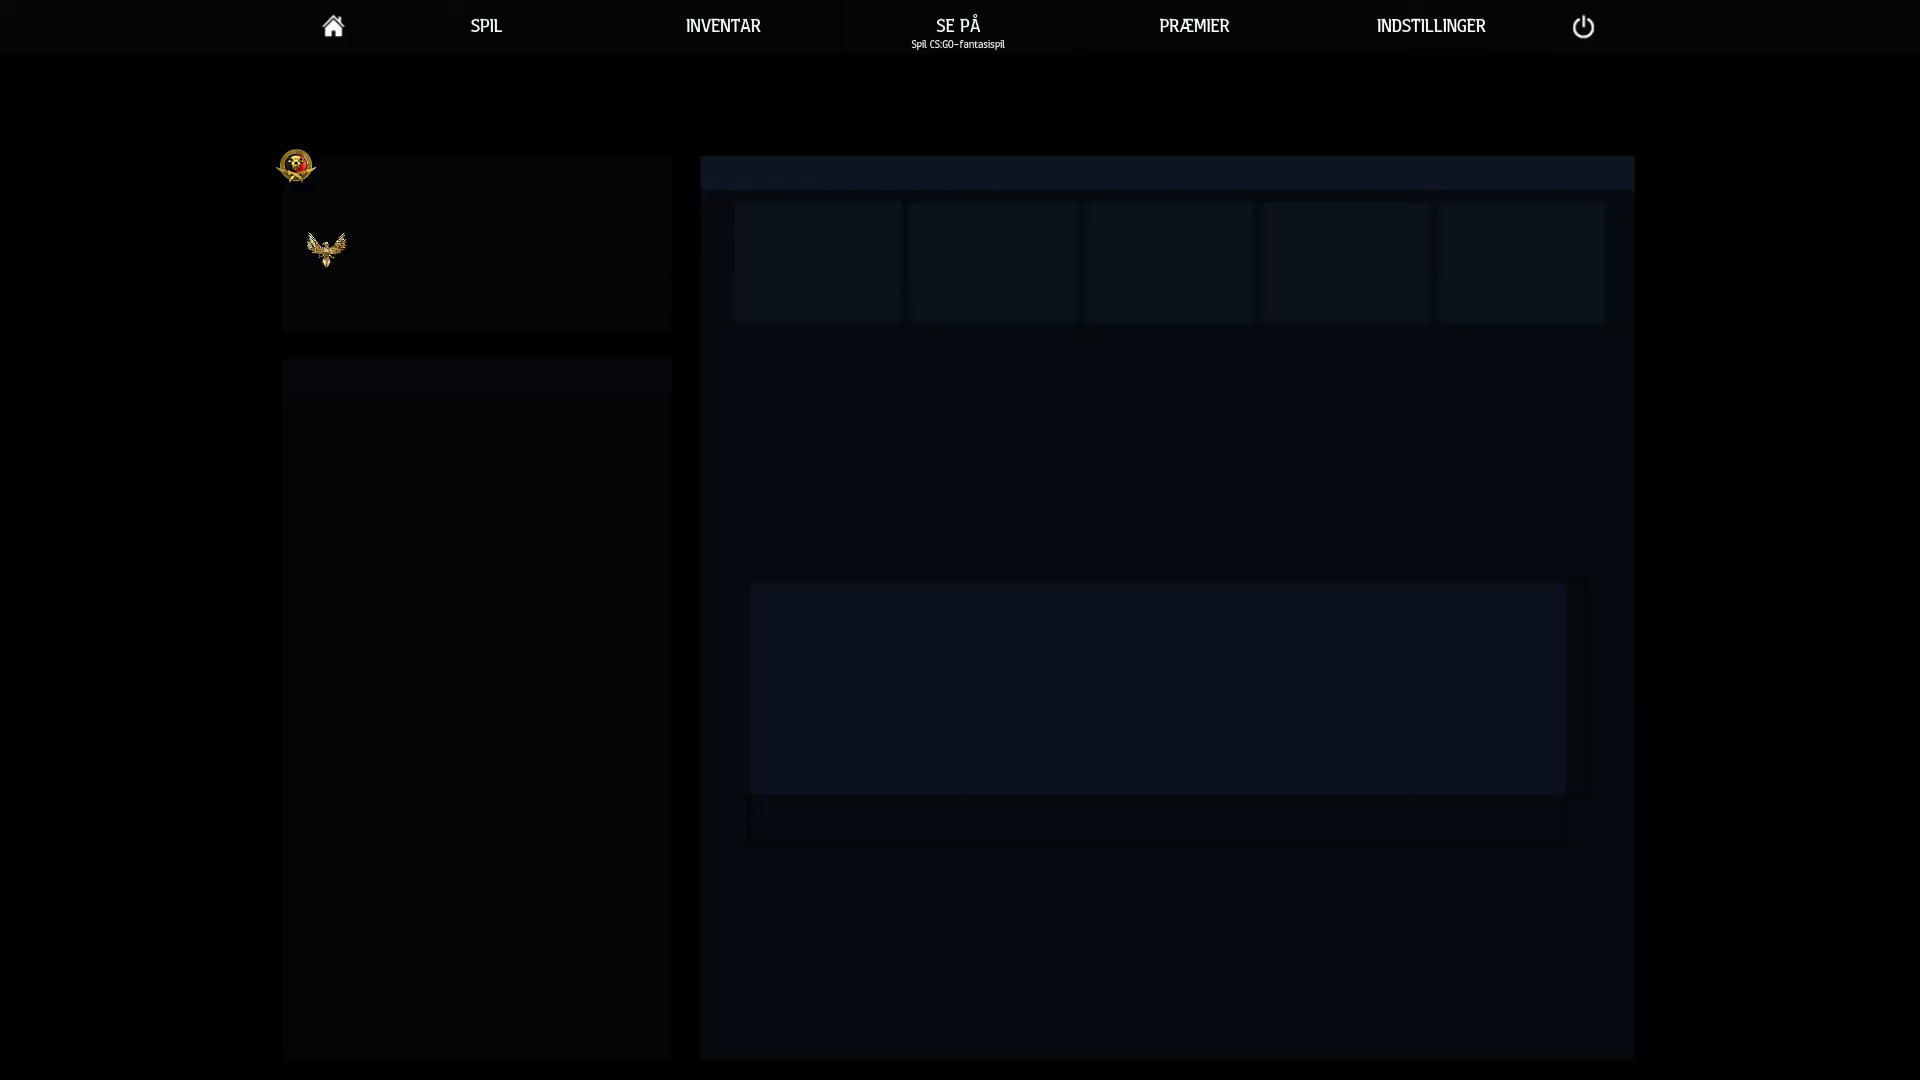 SPIL
INVENTAR
SE PÅ
Spil CS:GO-fantasispil
PRÆMIER
INDSTILLINGER